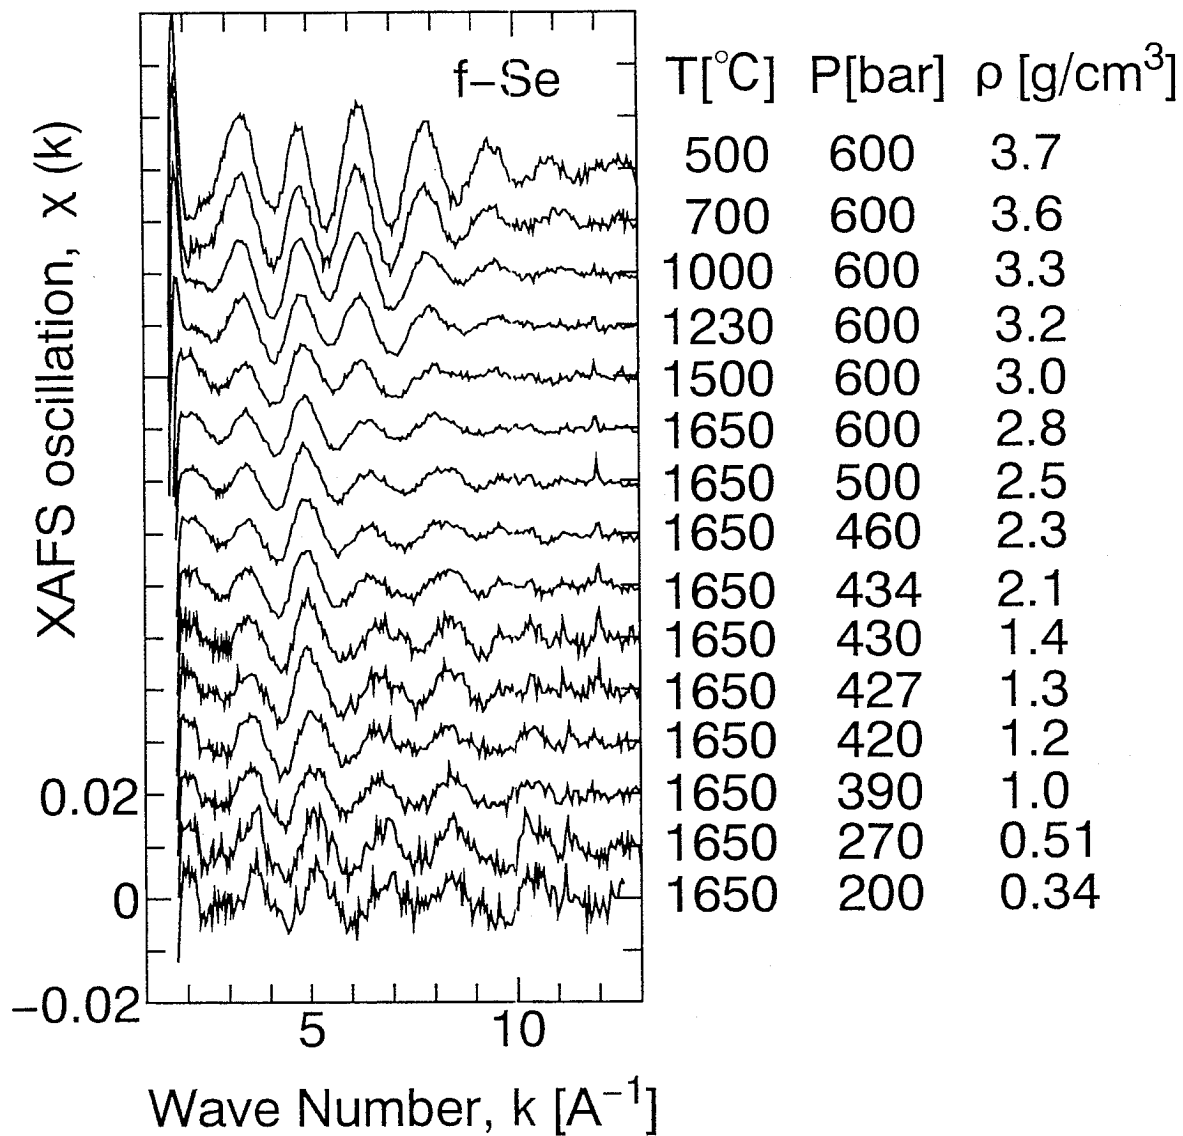 f-Se
T[°C] P[bar] ρ [g/cm³]
500 600 3.7
700 600 3.6
1000 600 3.3
1230 600 3.2
1500 600 3.0
1650 600 2.8
1650 500 2.5
1650 460 2.3
1650 434 2.1
1650 430 1.4
1650 427 1.3
1650 420 1.2
1650 390 1.0
1650 270 0.51
1650 200 0.34
XAFS oscillation, χ (k)
0.02
0
-0.02
5 10
Wave Number, k [A⁻¹]